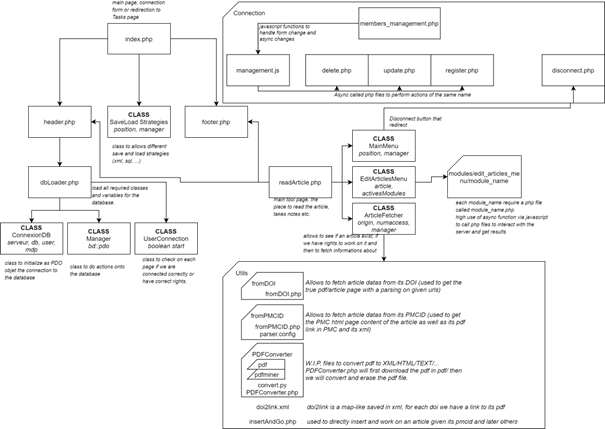 main page, connection
form or redirection to
Tasks page
index.php
Connection
javascript functions to
handle form change and
async changes
members_management.php
management.js
delete.php
update.php
register.php
disconnect.php
Async called php files to perform actions of the same name
Disconnect button that
redirect
header.php
CLASS
SaveLoad Strategies
position, manager
footer.php
class to allows different
save and load strategies
(xml, sql, ...)
CLASS
MainMenu
position, manager
CLASS
EditArticlesMenu
article,
activesModules
CLASS
ArticleFetcher
origin, numaccess,
manager
modules/edit_articles_me
nu/module_name
each module_name require a php file
called module_name.php
high use of async function via javascript
to call php files to interact with the
server and get results
readArticle.php
main tool page, the
place to read the article,
takes notes etc.
dbLoader.php
load all required classes
and variables for the
database.
CLASS
ConnexionDB
serveur, db, user,
mdp
class to initialize as PDO
objet the connection to
the database
CLASS
Manager
bd::pdo
class to do actions onto
the database
CLASS
UserConnection
boolean start
class to check on each
page if we are
connected correctly or
have correct rights.
allows to see if an article exist, if
we have rights to work on it and then
to fetch informations about
Utils
fromDOI
fromDOI.php
Allows to fetch article datas from its DOI (used to get the
true pdf/article page with a parsing on given urls)
fromPMCID
fromPMCID.php
parser.config
Allows to fetch article datas from its PMCID (used to get
the PMC html page content of the article as well as its pdf
link in PMC and its xml)
PDFConverter
pdf
pdfminer
convert.py
PDFConverter.php
W.I.P. files to convert pdf to XML/HTML/TEXT/...
PDFConverter.php will first download the pdf in pdf/ then
we will convert and erase the pdf file.
doi2link.xml
doi2link is a map-like saved in xml, for each doi we have a link to its pdf
insertAndGo.php
used to directly insert and work on an article given its pmcid and later others